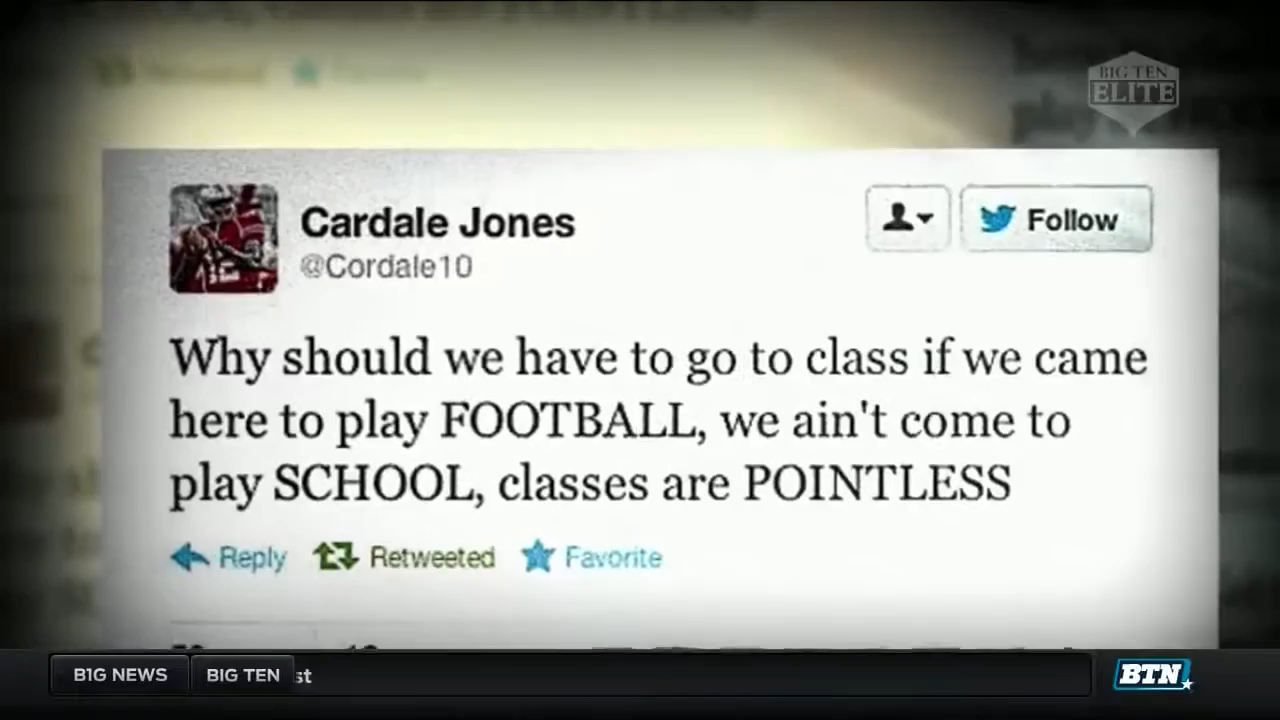 BIG TEN
ELITE
Cardale Jones
@Cordale10
Follow
Why should we have to go to class if we came
here to play FOOTBALL, we ain't come to
play SCHOOL, classes are POINTLESS
Reply Retweeted Favorite
B1G NEWS BIG TEN st
BTN